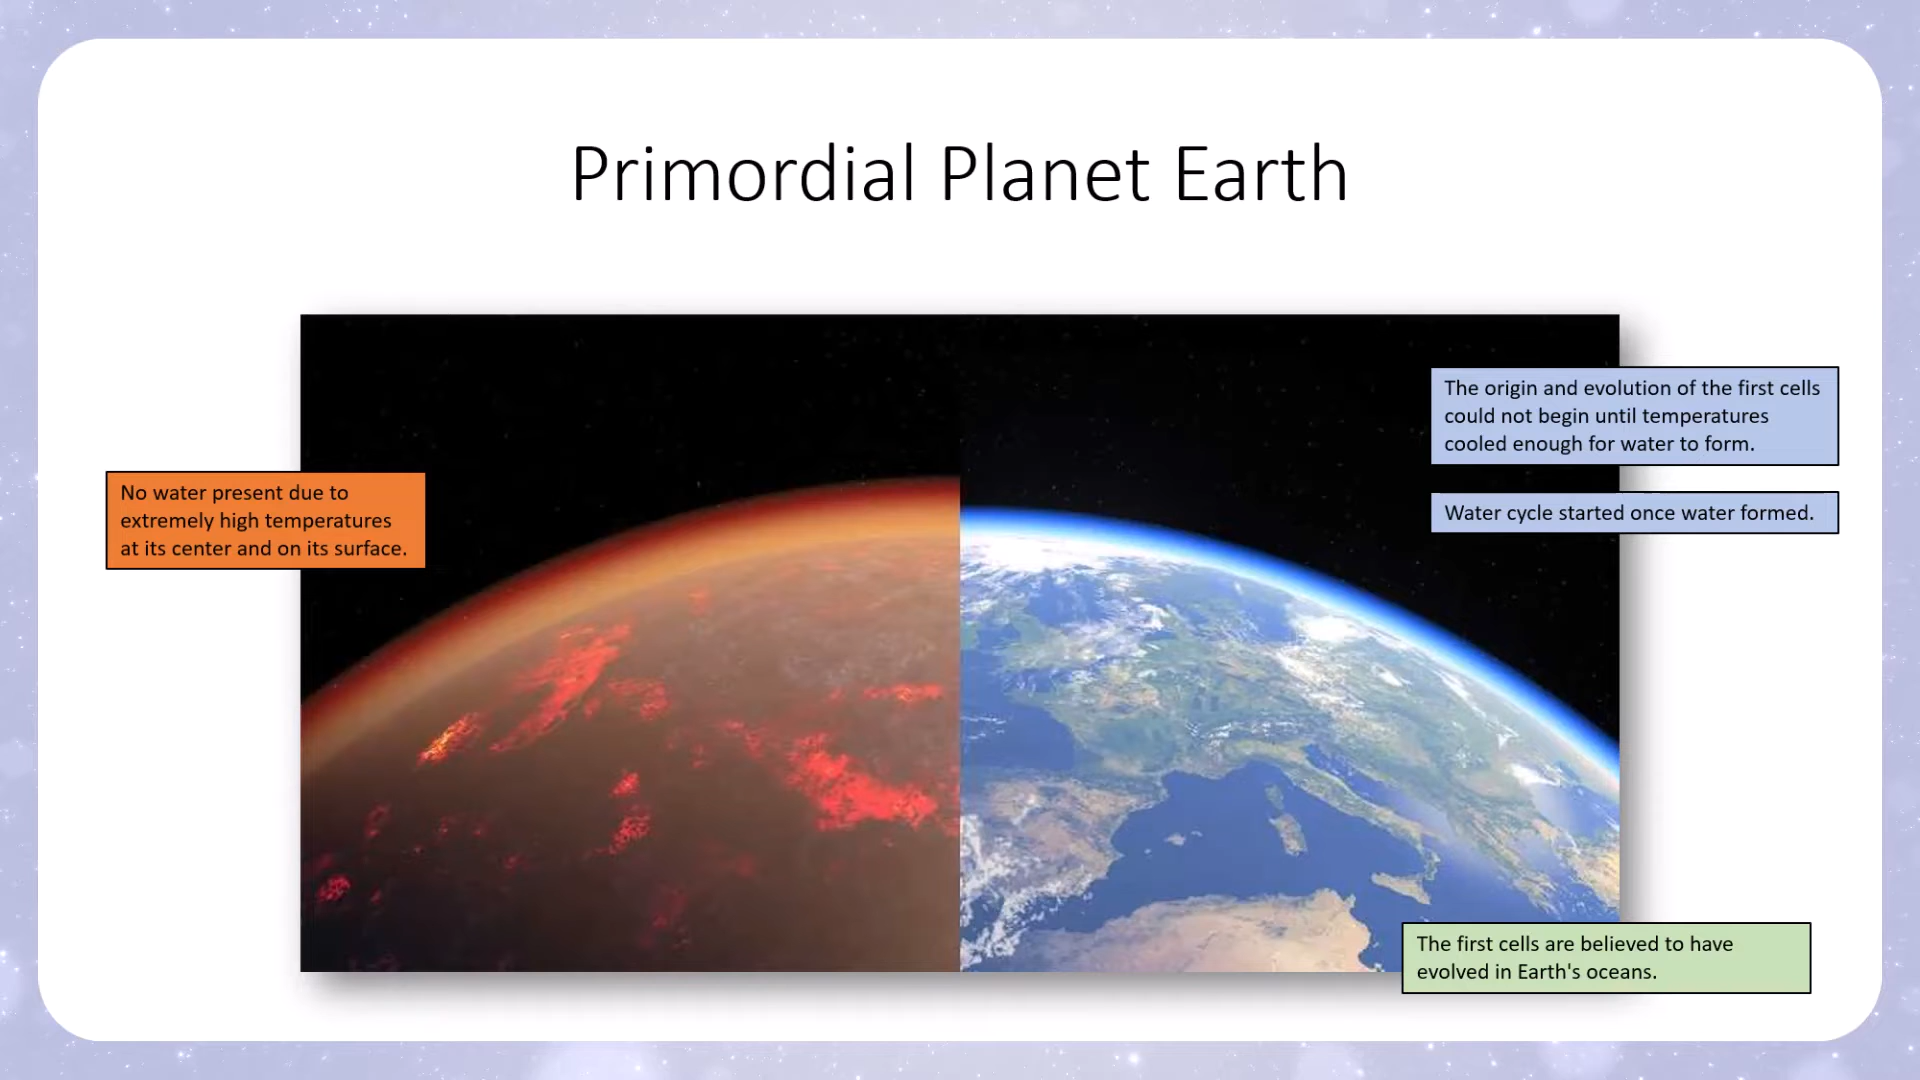 Primordial Planet Earth
No water present due to
extremely high temperatures
at its center and on its surface.
The origin and evolution of the first cells
could not begin until temperatures
cooled enough for water to form.
Water cycle started once water formed.
The first cells are believed to have
evolved in Earth's oceans.